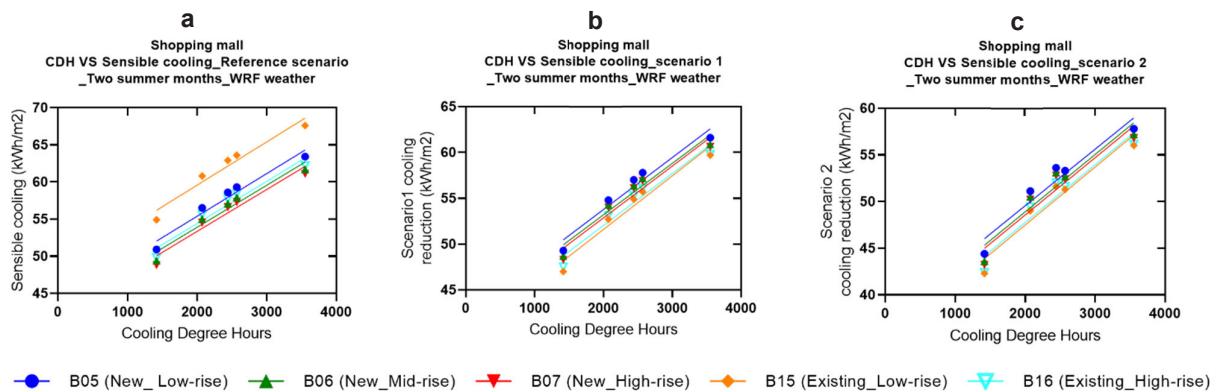 a
Shopping mall
CDH VS Sensible cooling_Reference scenario
_Two summer months_WRF weather
Sensible cooling (kWh/m2)
70
65
60
55
50
45
0
1000
2000
3000
4000
Cooling Degree Hours
b
Shopping mall
CDH VS Sensible cooling_scenario 1
_Two summer months_WRF weather
Scenario1 cooling
reduction (kWh/m2)
65
60
55
50
45
0
1000
2000
3000
4000
Cooling Degree Hours
c
Shopping mall
CDH VS Sensible cooling_scenario 2
_Two summer months_WRF weather
Scenario 2
cooling reduction (kWh/m2)
60
55
50
45
40
0
1000
2000
3000
4000
Cooling Degree Hours
B05 (New_ Low-rise)
B06 (New_Mid-rise)
B07 (New_High-rise)
B15 (Existing_Low-rise)
B16 (Existing_High-rise)